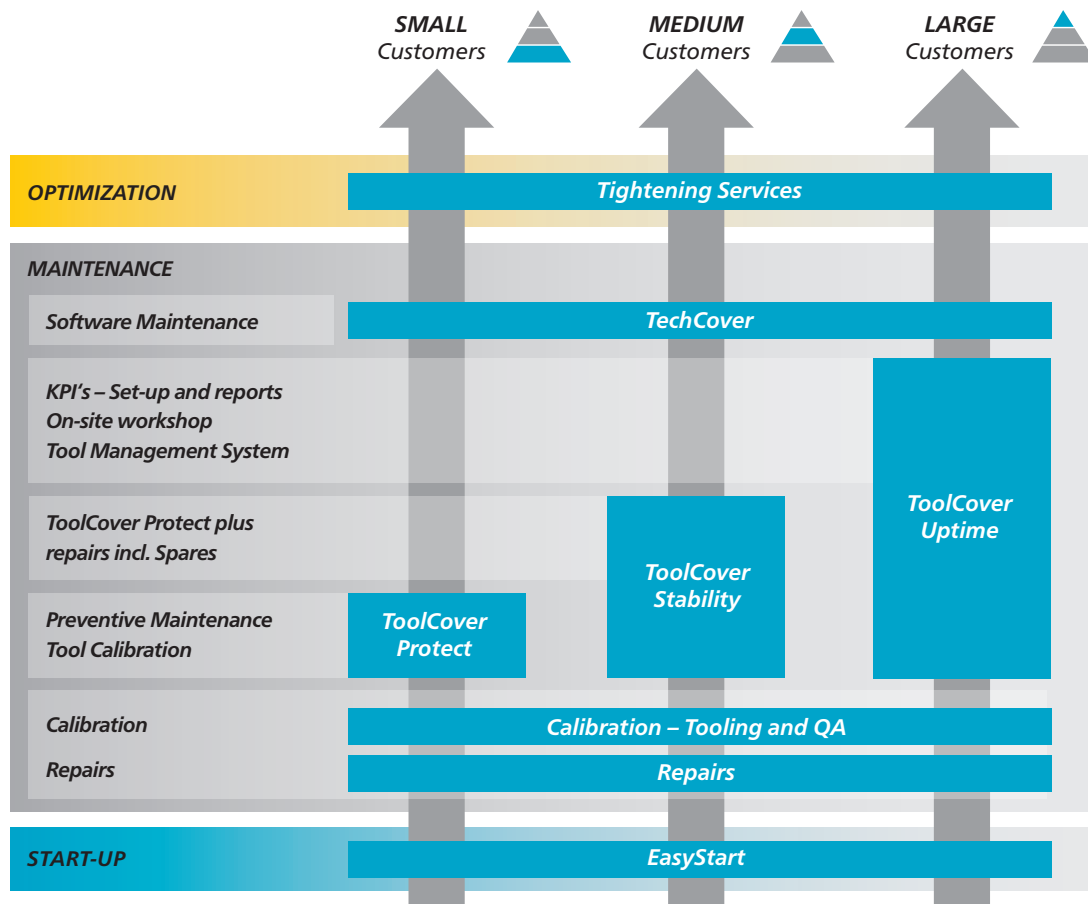 SMALL
Customers
MEDIUM
Customers
LARGE
Customers
OPTIMIZATION
Tightening Services
MAINTENANCE
Software Maintenance
TechCover
KPI‘s – Set-up and reports
On-site workshop
Tool Management System
ToolCover
Uptime
ToolCover Protect plus
repairs incl. Spares
ToolCover
Stability
Preventive Maintenance
Tool Calibration
ToolCover
Protect
Calibration
Calibration – Tooling and QA
Repairs
Repairs
START-UP
EasyStart